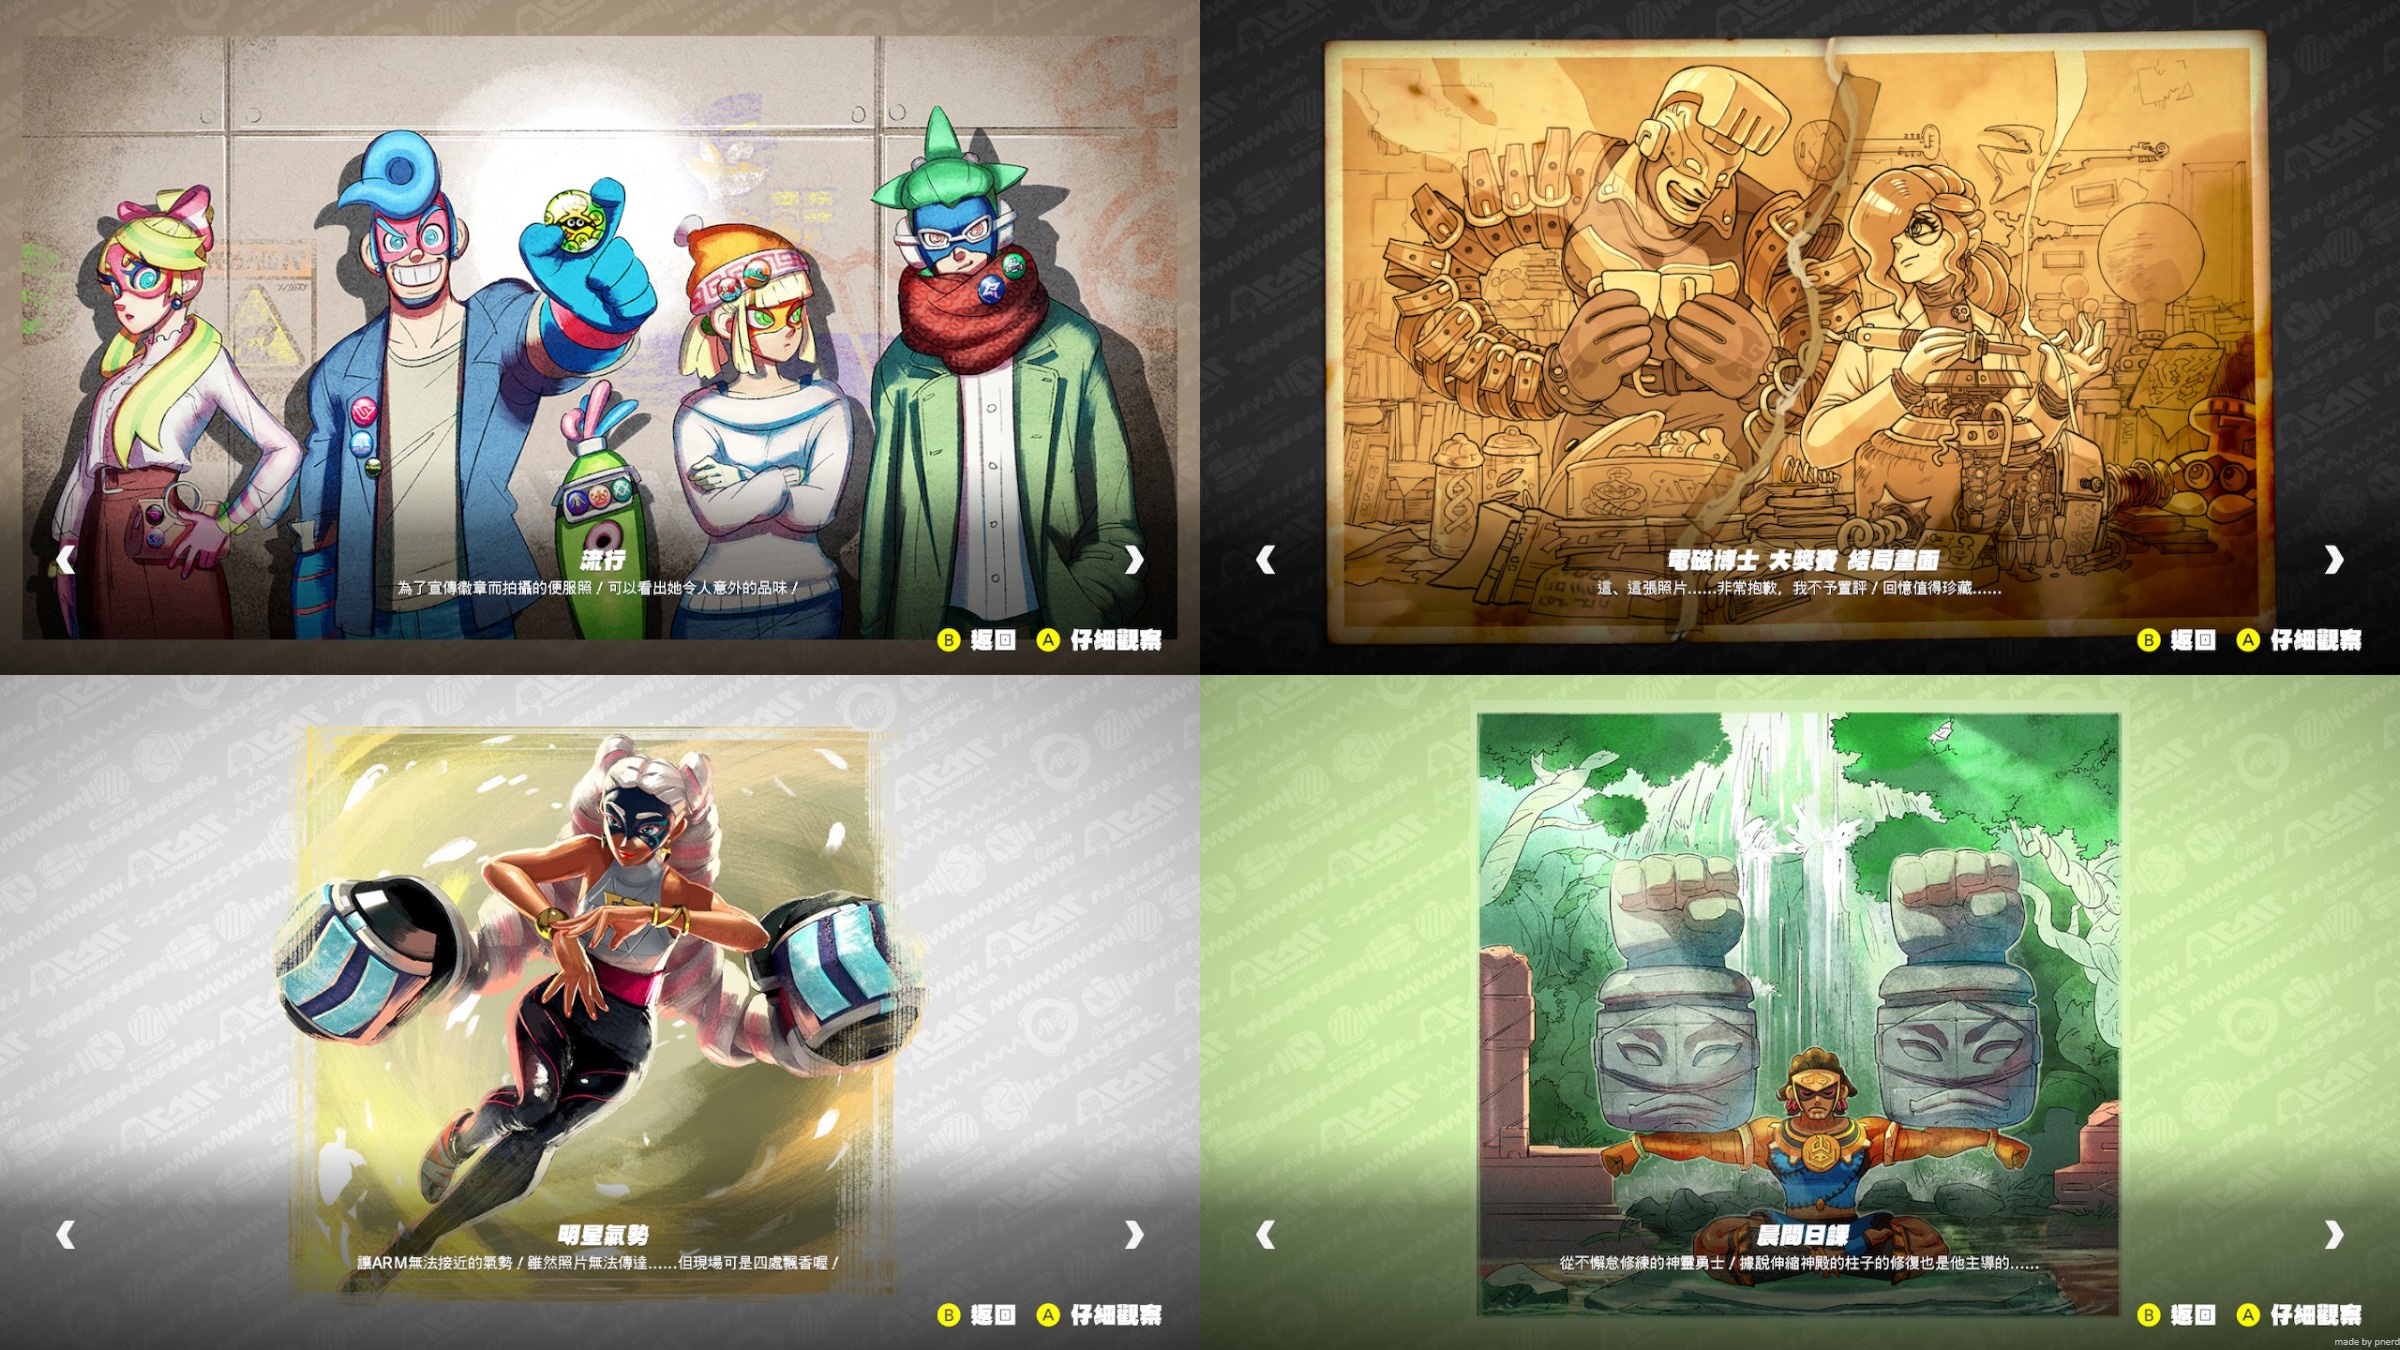 流行
為了宣傳徽章而拍攝的便服照！可以看出她令人意外的品味！
B 返回 A 仔細觀察
電磁博士 大獎賽 結局畫面
這、這張照片……非常抱歉，我不予置評！回憶值得珍藏……
B 返回 A 仔細觀察
明星氣勢
讓ARM無法接近的氣勢！雖然照片無法傳達……但現場可是四處飄香喔！
B 返回 A 仔細觀察
晨間日課
從不懈怠修練的神靈勇士！據說伸縮神殿的柱子的修復也是他主導的……
B 返回 A 仔細觀察
made by pnerd